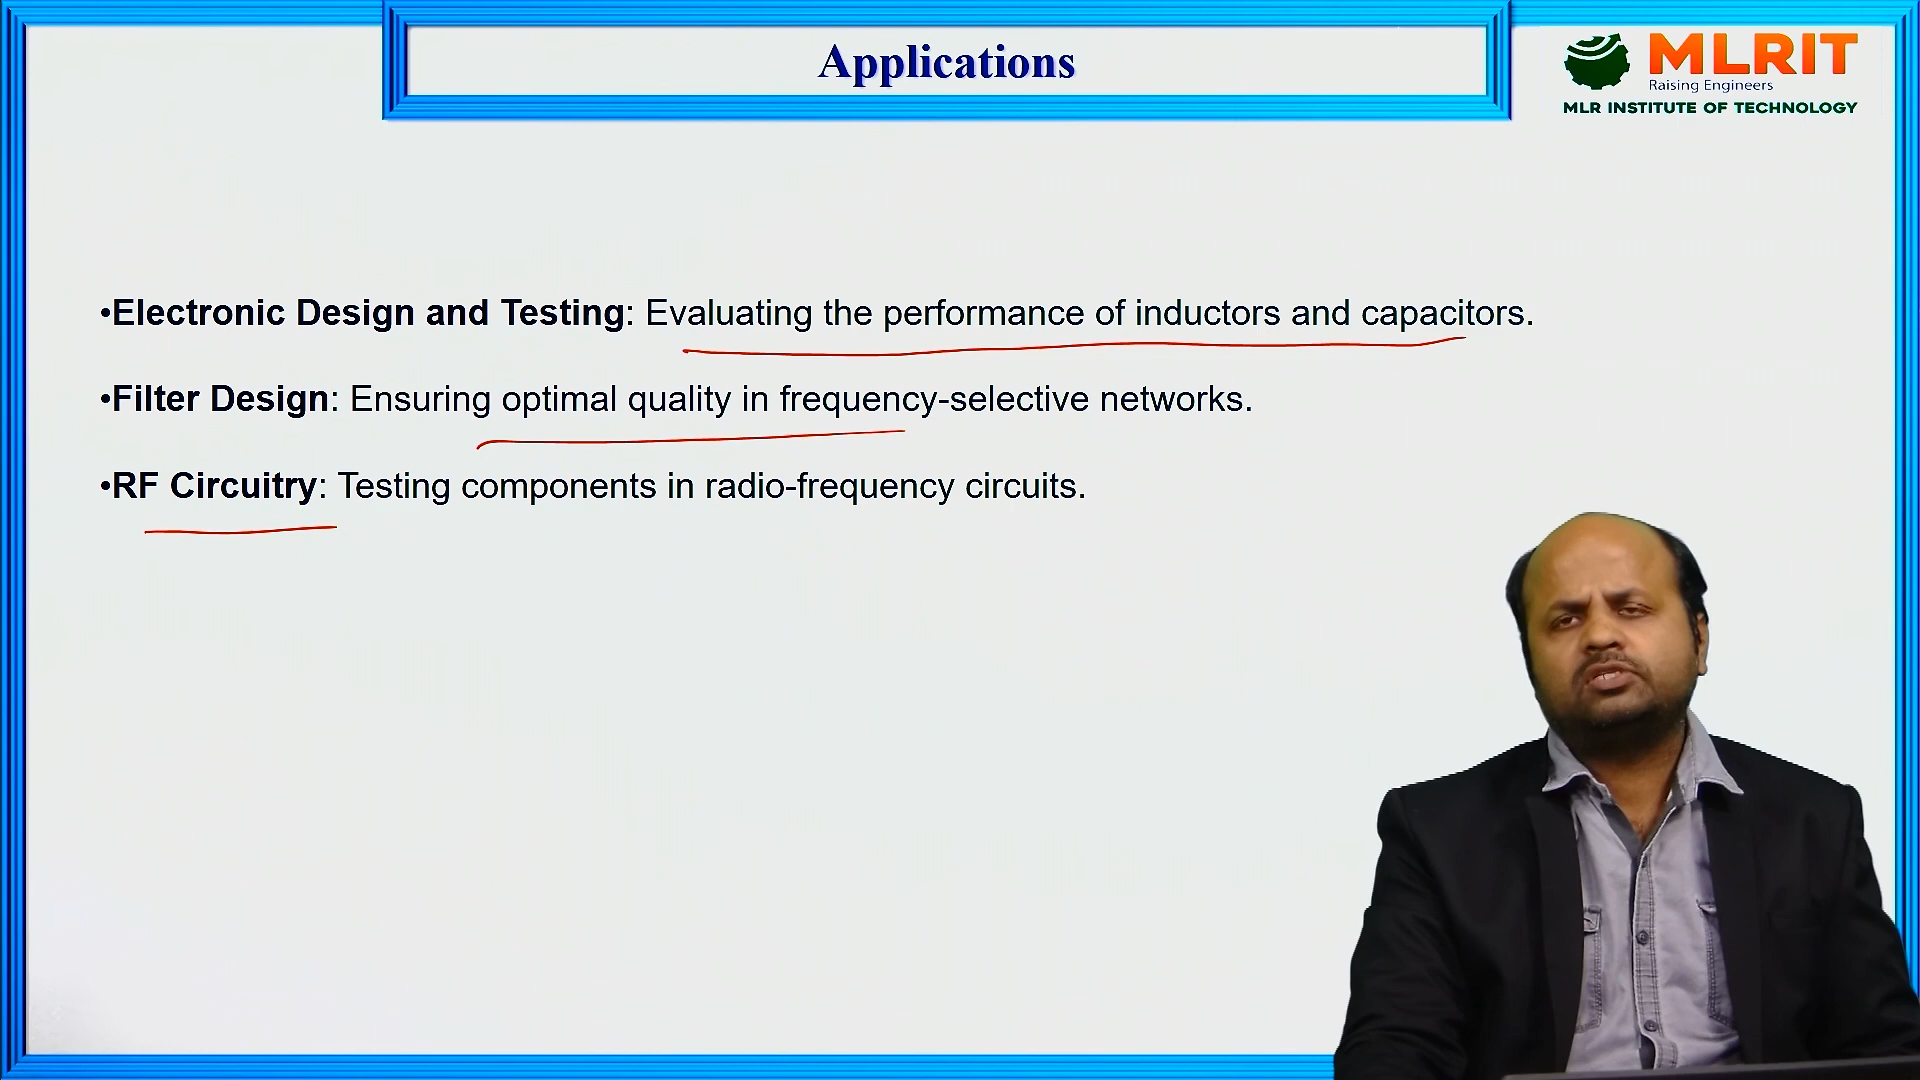 Applications
MLRIT
Raising Engineers
MLR INSTITUTE OF TECHNOLOGY
•Electronic Design and Testing: Evaluating the performance of inductors and capacitors.
•Filter Design: Ensuring optimal quality in frequency-selective networks.
•RF Circuitry: Testing components in radio-frequency circuits.